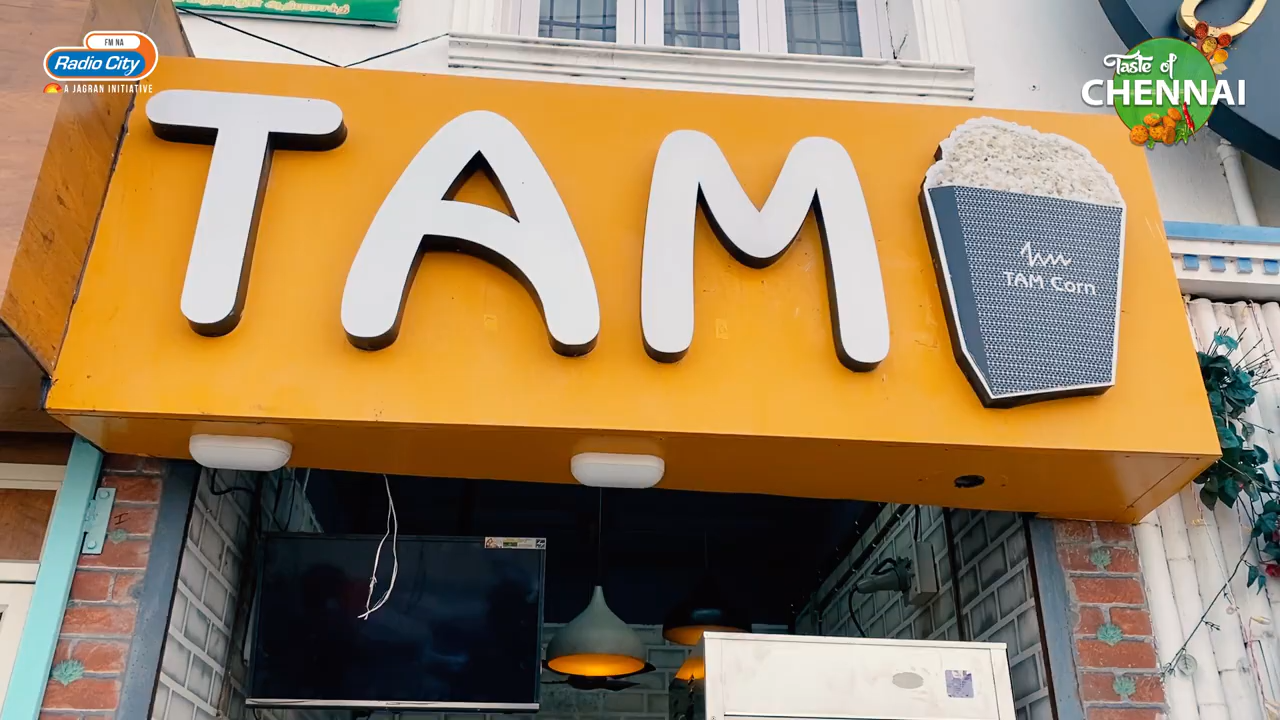 FM NA
Radio City
A JAGRAN INITIATIVE
Taste of
CHENNAI
TAM
TAM Corn